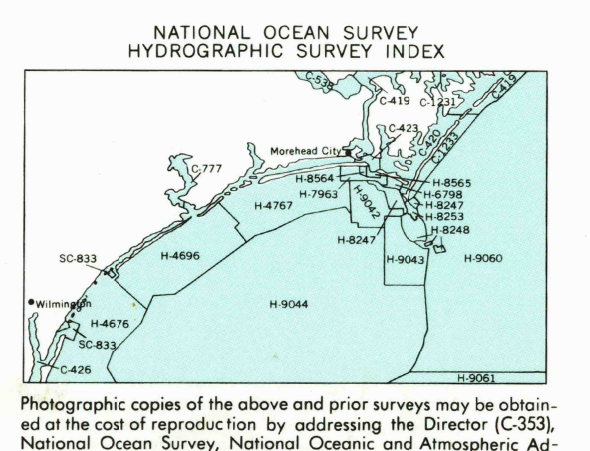 NATIONAL OCEAN SURVEY
HYDROGRAPHIC SURVEY INDEX
C-538
C-419
C-419
C-1231
C-423
C-420
C-1233
Morehead City
C-777
H-8564
H-8565
H-7963
H-6798
H-4767
H-9042
H-8247
H-8253
H-8248
H-8247
H-4696
H-9043
H-9060
SC-833
Wilmington
H-9044
H-4676
SC-833
C-426
H-9061
Photographic copies of the above and prior surveys may be obtain-
ed at the cost of reproduction by addressing the Director (C-353),
National Ocean Survey, National Oceanic and Atmospheric Ad-